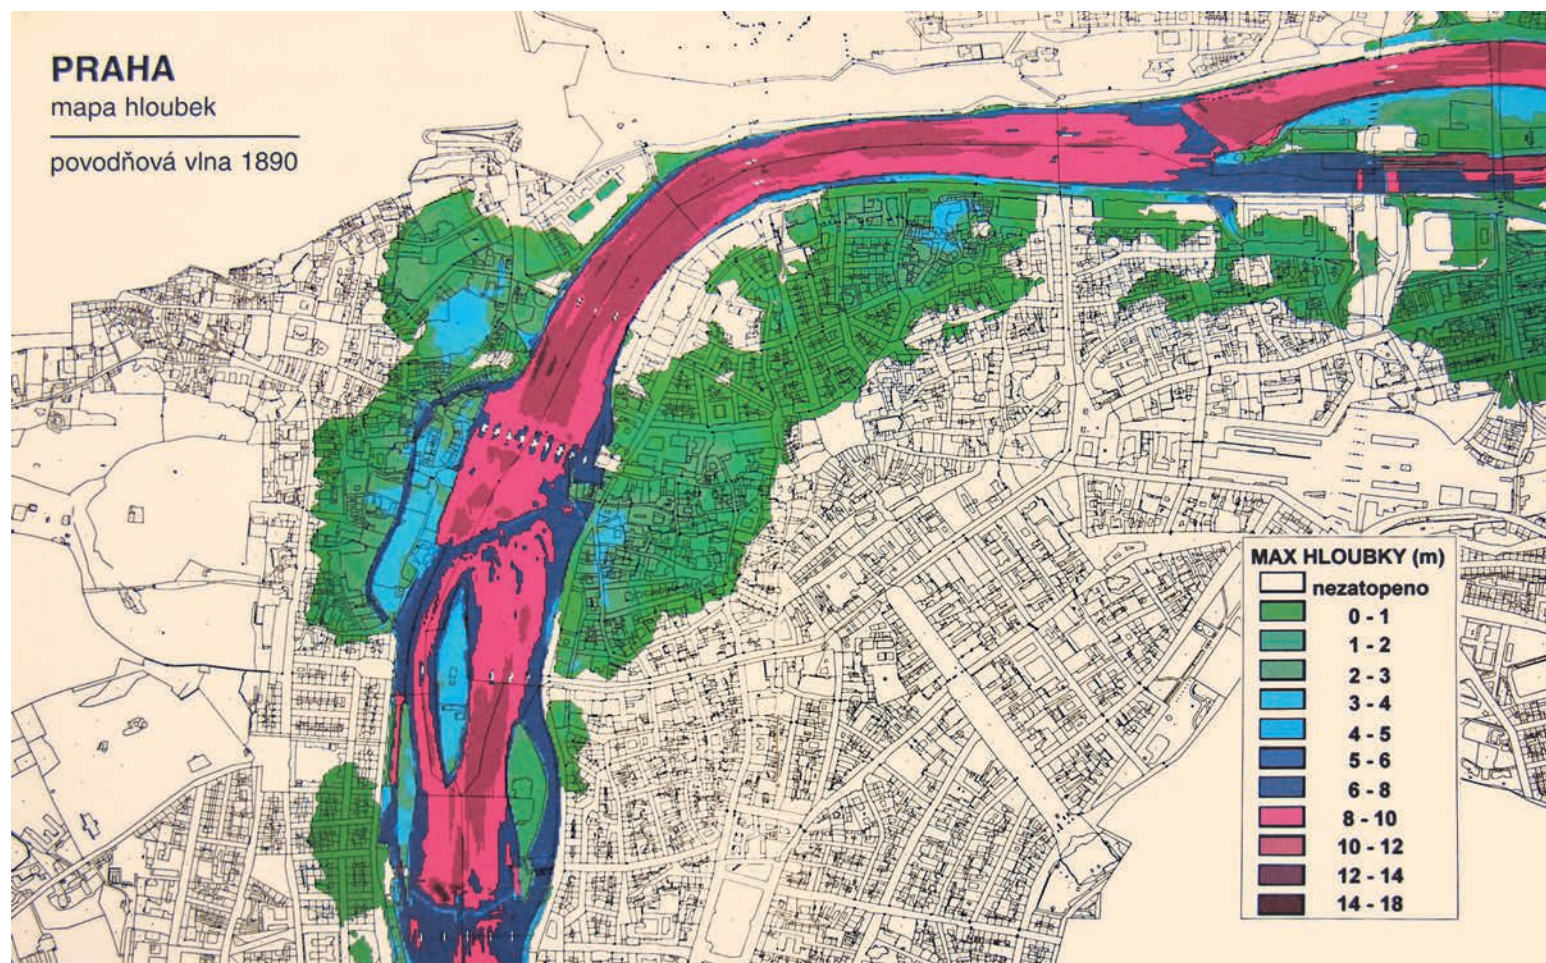 PRAHA
mapa hloubek
povodňová vlna 1890
MAX HLOUBKY (m)
nezatopeno
0 - 1
1 - 2
2 - 3
3 - 4
4 - 5
5 - 6
6 - 8
8 - 10
10 - 12
12 - 14
14 - 18